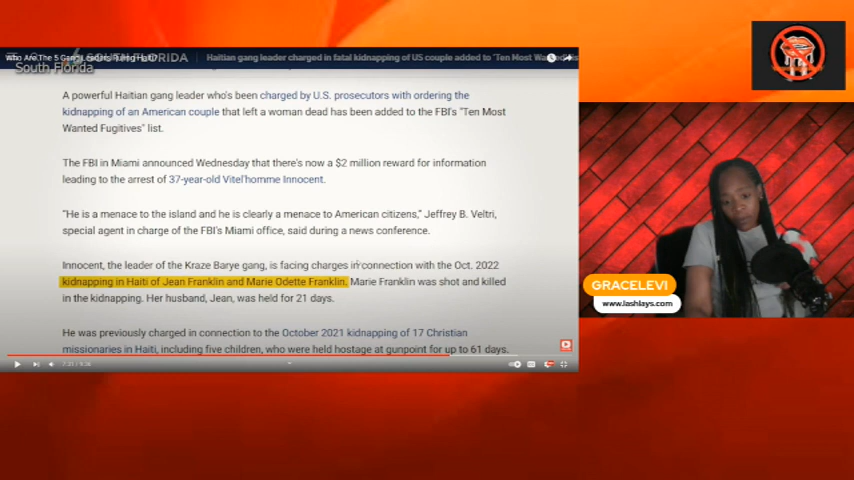 Who Are The 5 Gang Leaders Ruling Haiti?
SOUTH FLORIDA
Haitian gang leader charged in fatal kidnapping of US couple added to 'Ten Most Wanted'
South Florida
A powerful Haitian gang leader who's been charged by U.S. prosecutors with ordering the
kidnapping of an American couple that left a woman dead has been added to the FBI's "Ten Most
Wanted Fugitives" list.
The FBI in Miami announced Wednesday that there's now a $2 million reward for information
leading to the arrest of 37-year-old Vitel'homme Innocent.
"He is a menace to the island and he is clearly a menace to American citizens," Jeffrey B. Veltri,
special agent in charge of the FBI's Miami office, said during a news conference.
Innocent, the leader of the Kraze Barye gang, is facing charges in connection with the Oct. 2022
kidnapping in Haiti of Jean Franklin and Marie Odette Franklin. Marie Franklin was shot and killed
in the kidnapping. Her husband, Jean, was held for 21 days.
He was previously charged in connection to the October 2021 kidnapping of 17 Christian
missionaries in Haiti, including five children, who were held hostage at gunpoint for up to 61 days.
GRACELEVI
www.lashlays.com